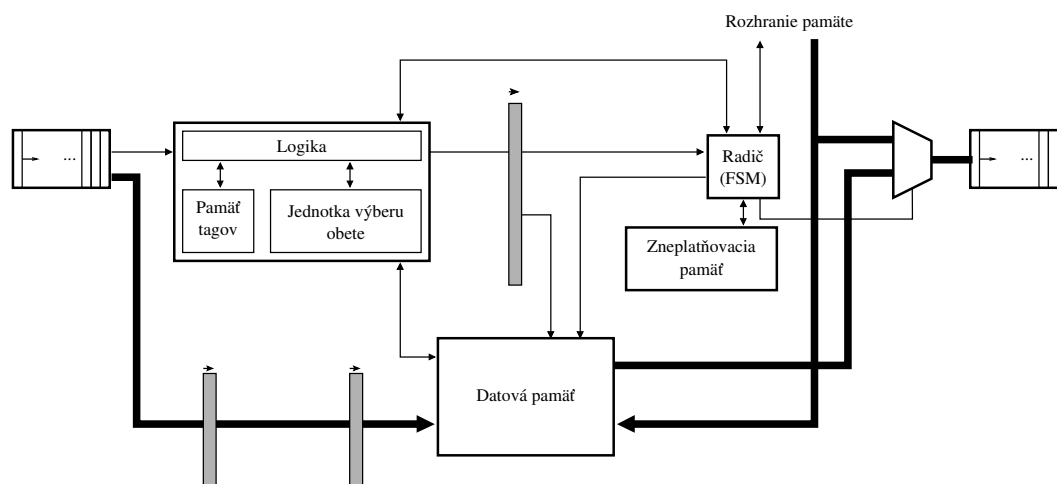 Rozhranie pamäte
...
Logika
Radič
(FSM)
...
Pamäť
tagov
Jednotka výberu
obete
Zneplatňovacia
pamäť
Datová pamäť